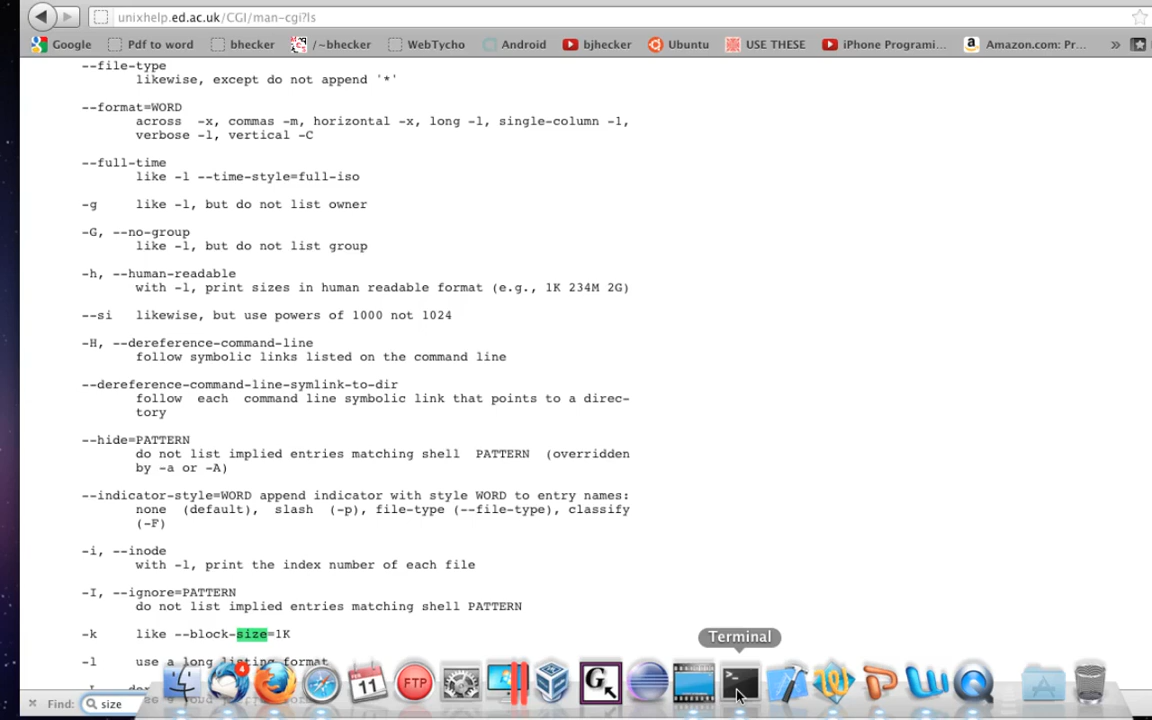 unixhelp.ed.ac.uk/CGI/man-cgi?ls
Google Pdf to word bhecker /~bhecker WebTycho Android bjhecker Ubuntu USE THESE iPhone Programi... Amazon.com: Pr... »
--file-type
likewise, except do not append '*'
--format=WORD
across -x, commas -m, horizontal -x, long -l, single-column -1,
verbose -l, vertical -C
--full-time
like -l --time-style=full-iso
-g like -l, but do not list owner
-G, --no-group
like -l, but do not list group
-h, --human-readable
with -l, print sizes in human readable format (e.g., 1K 234M 2G)
--si likewise, but use powers of 1000 not 1024
-H, --dereference-command-line
follow symbolic links listed on the command line
--dereference-command-line-symlink-to-dir
follow each command line symbolic link that points to a direc-
tory
--hide=PATTERN
do not list implied entries matching shell PATTERN (overridden
by -a or -A)
--indicator-style=WORD append indicator with style WORD to entry names:
none (default), slash (-p), file-type (--file-type), classify
(-F)
-i, --inode
with -l, print the index number of each file
-I, --ignore=PATTERN
do not list implied entries matching shell PATTERN
-k like --block-size=1K
Terminal
-l use a long listing format
4
FEB
11
FTP
G
>_
W
× Find: size